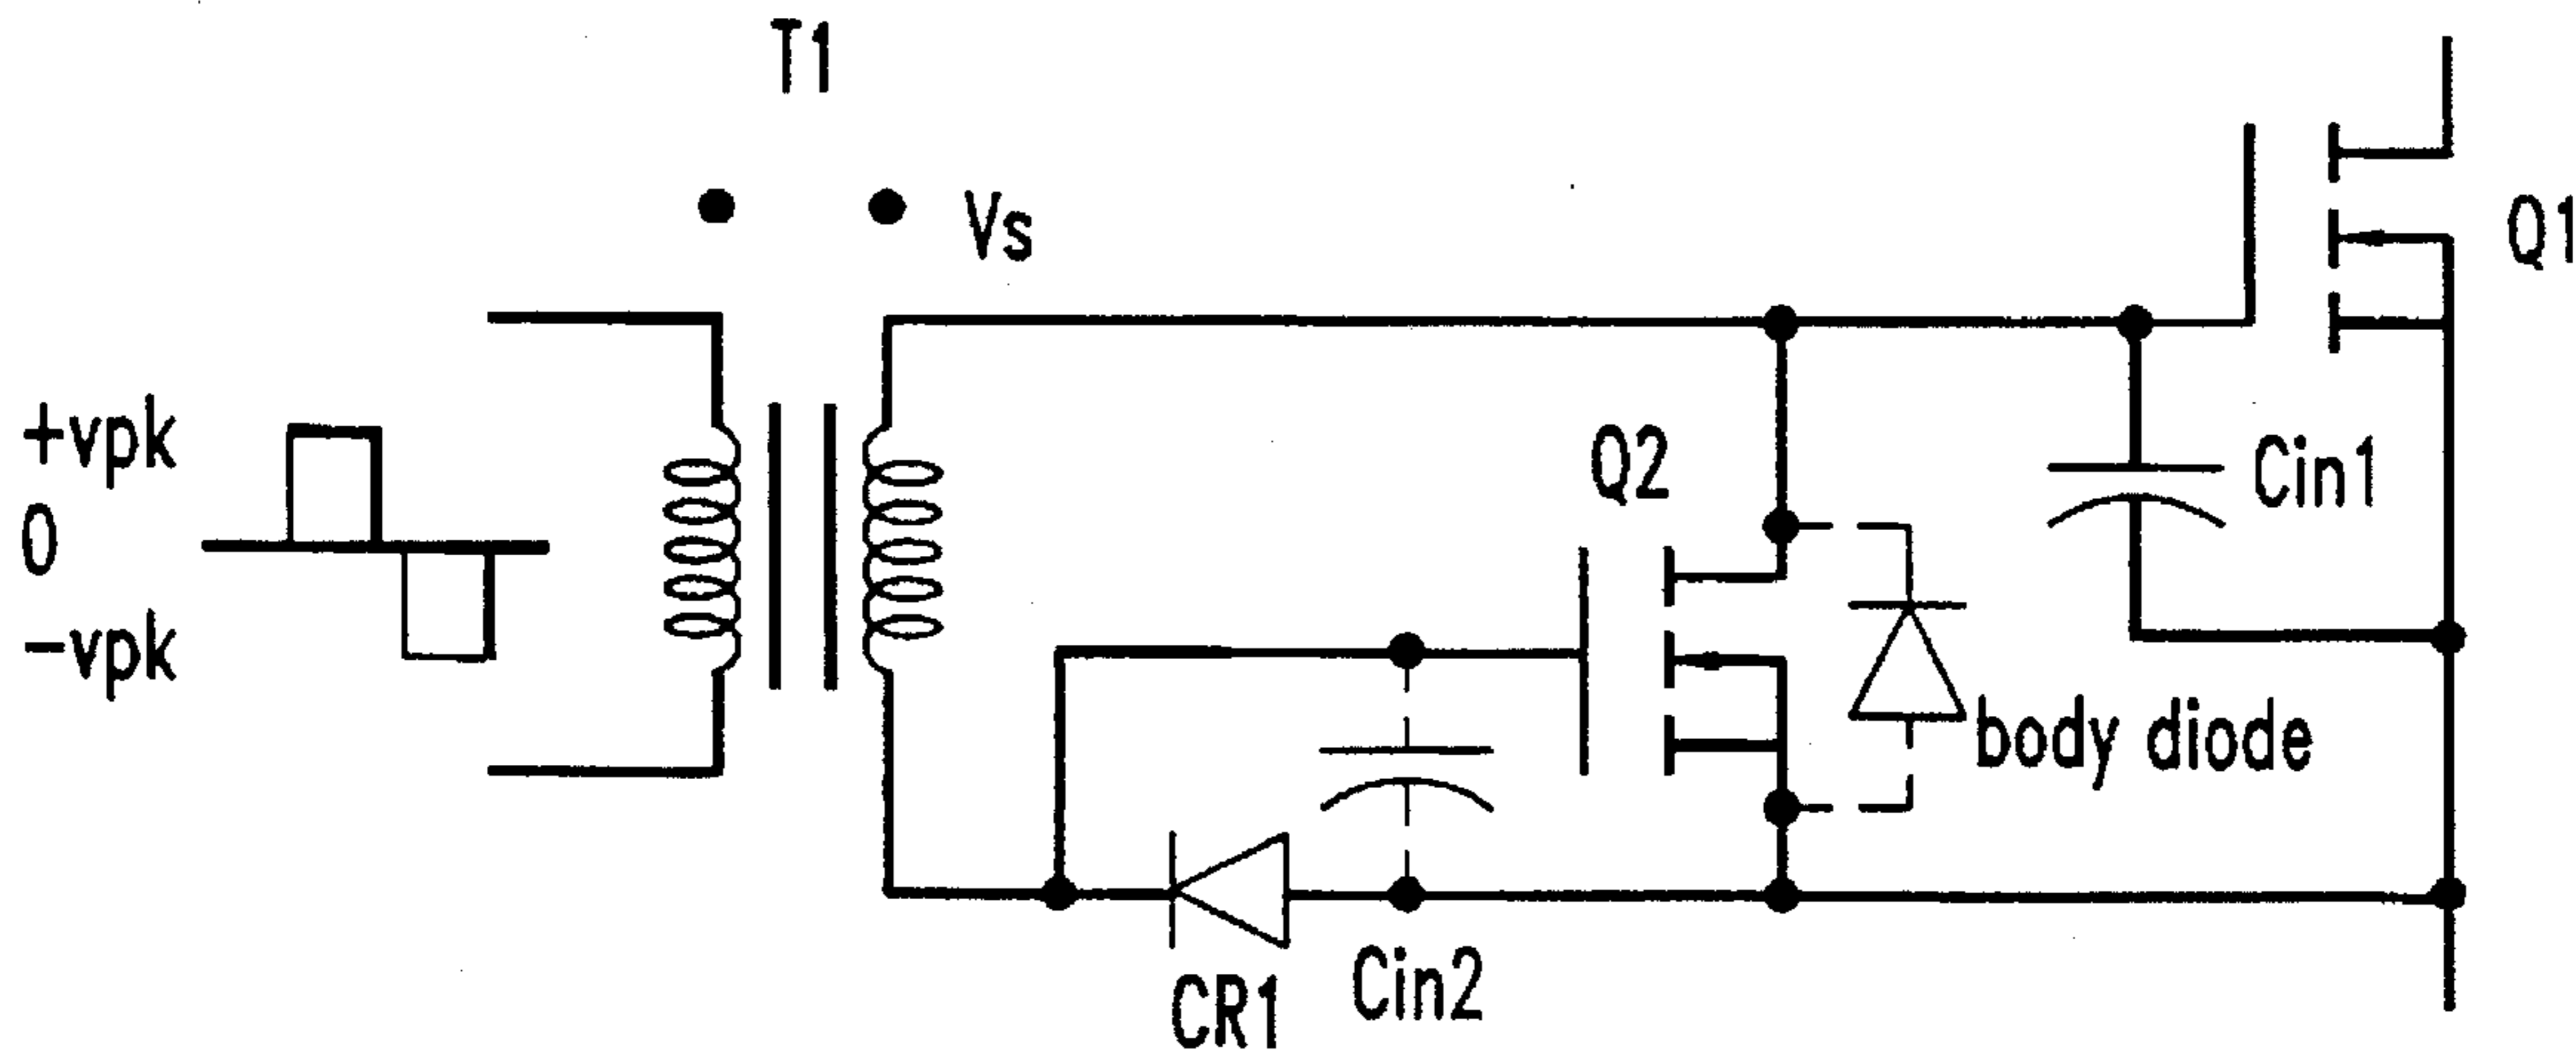 T1
Vs
Q1
+vpk
0
-vpk
Q2
Cin1
body diode
Cin2
CR1